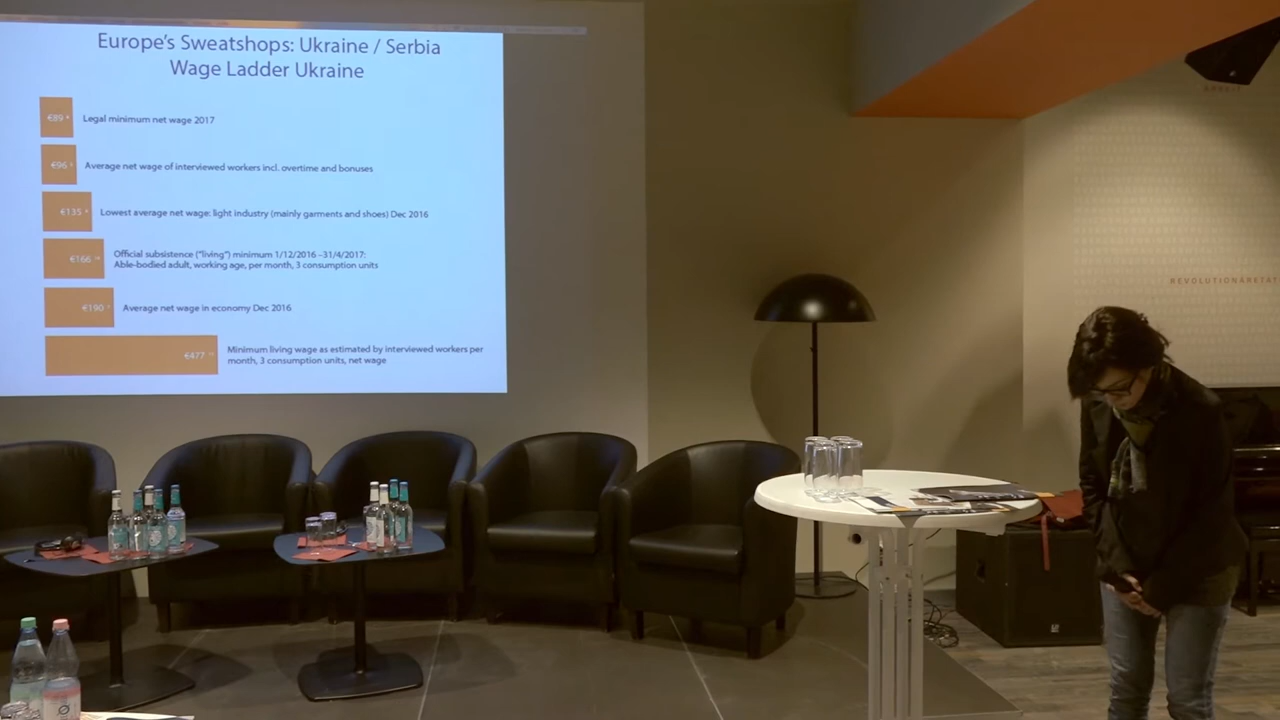 Europe's Sweatshops: Ukraine / Serbia
Wage Ladder Ukraine
€89
Legal minimum net wage 2017
€96
Average net wage of interviewed workers incl. overtime and bonuses
€135
Lowest average net wage: light industry (mainly garments and shoes) Dec 2016
€166
Official subsistence ("living") minimum 1/12/2016 –31/4/2017:
Able-bodied adult, working age, per month, 3 consumption units
€190
Average net wage in economy Dec 2016
€477
Minimum living wage as estimated by interviewed workers per
month, 3 consumption units, net wage
REVOLUTIONÄRETAT